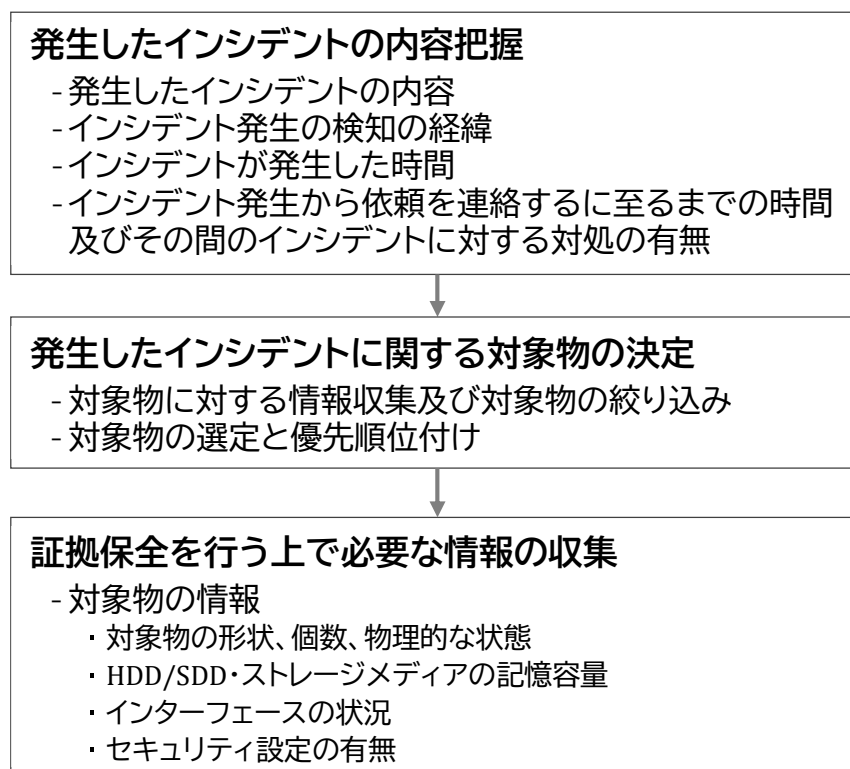 発生したインシデントの内容把握
-発生したインシデントの内容
-インシデント発生の検知の経緯
-インシデントが発生した時間
-インシデント発生から依頼を連絡するに至るまでの時間
及びその間のインシデントに対する対処の有無
発生したインシデントに関する対象物の決定
-対象物に対する情報収集及び対象物の絞り込み
-対象物の選定と優先順位付け
証拠保全を行う上で必要な情報の収集
-対象物の情報
・対象物の形状、個数、物理的な状態
・HDD/SDD・ストレージメディアの記憶容量
・インターフェースの状況
・セキュリティ設定の有無